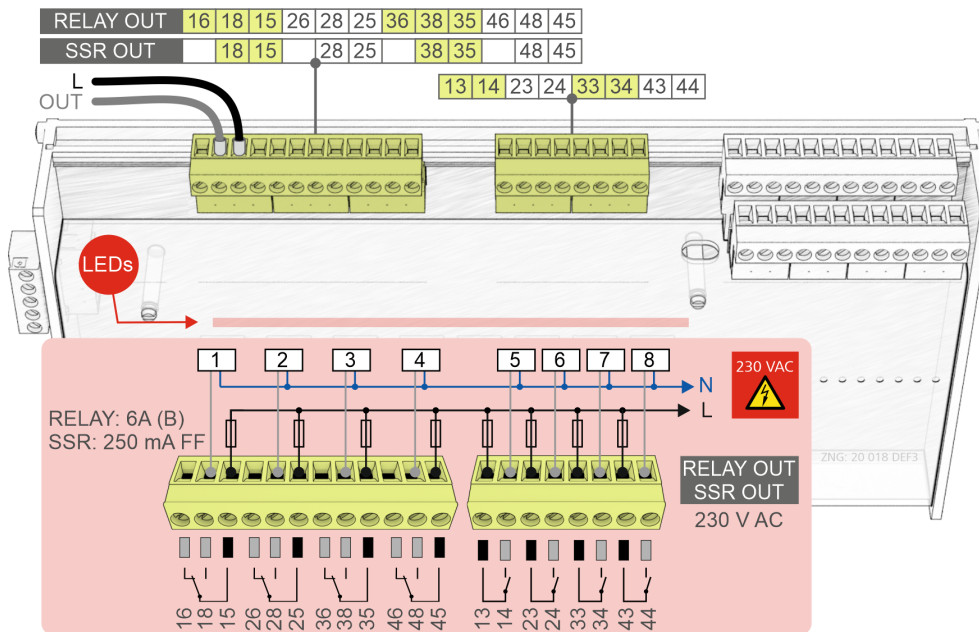 RELAY OUT 16 18 15 26 28 25 36 38 35 46 48 45
SSR OUT 18 15 28 25 38 35 48 45
L
OUT
13 14 23 24 33 34 43 44
LEDs
1 2 3 4 5 6 7 8
230 VAC
N
L
RELAY: 6A (B)
SSR: 250 mA FF
ZNG: 20 018 DEF3
RELAY OUT
SSR OUT
230 V AC
16 18 15 26 28 25 36 38 35 46 48 45 13 14 23 24 33 34 43 44